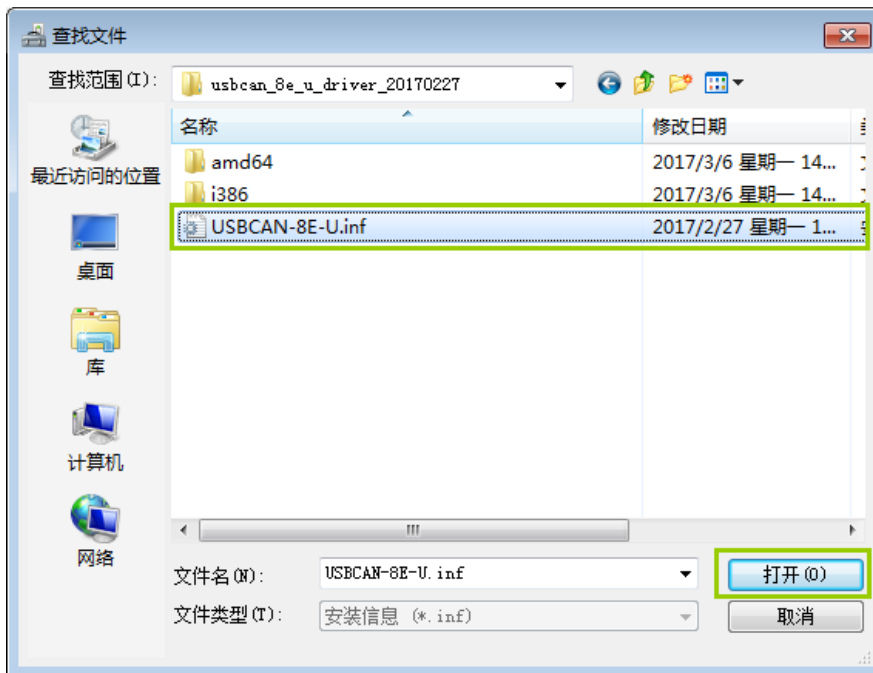 查找文件
查找范围(I):
usbcan_8e_u_driver_20170227
名称 修改日期
amd64 2017/3/6 星期一 14...
i386 2017/3/6 星期一 14...
USBCAN-8E-U.inf 2017/2/27 星期一 1...
最近访问的位置
桌面
库
计算机
网络
文件名(N): USBCAN-8E-U.inf 打开(O)
文件类型(T): 安装信息 (*.inf) 取消